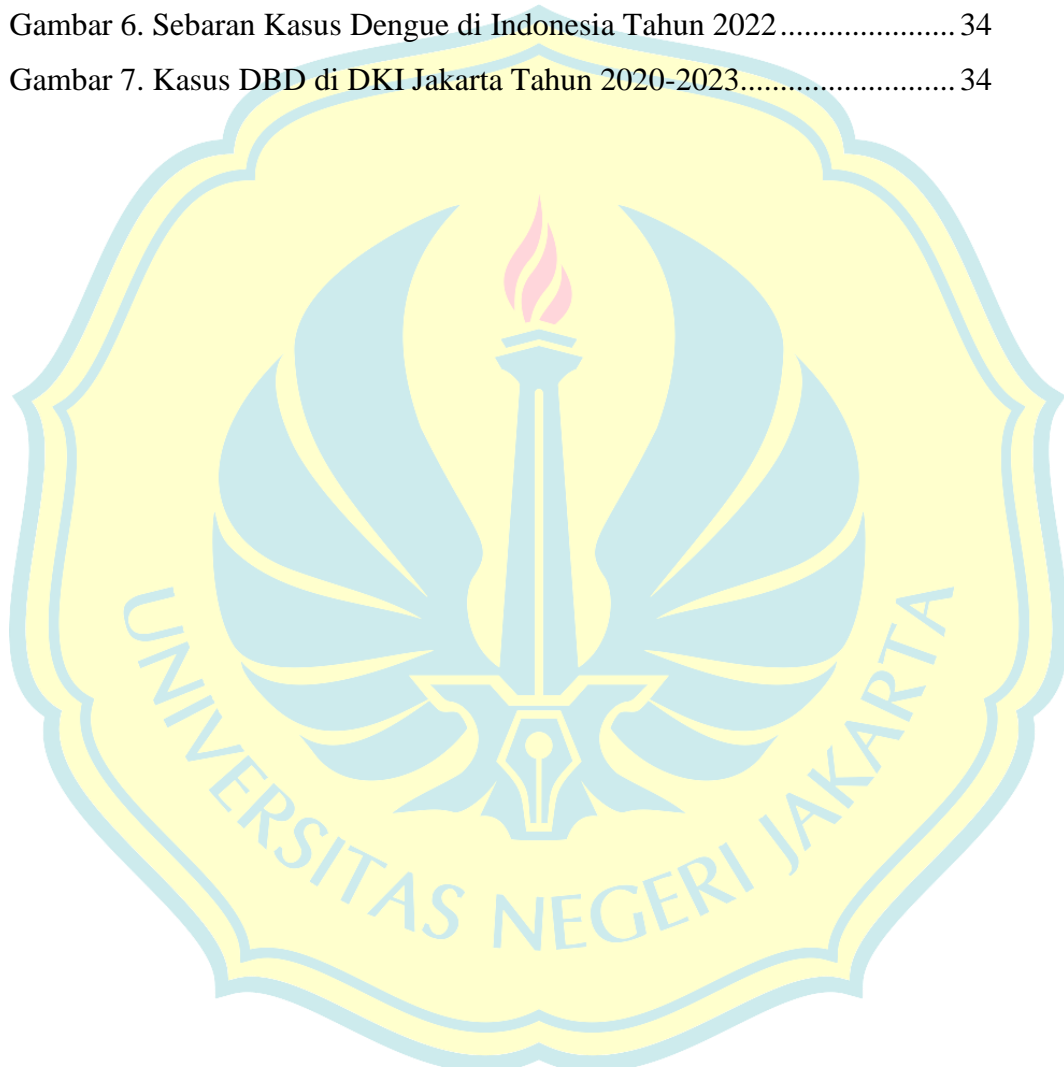 Gambar 6. Sebaran Kasus Dengue di Indonesia Tahun 2022...................... 34
Gambar 7. Kasus DBD di DKI Jakarta Tahun 2020-2023........................... 34
UNIVERSITAS NEGERI JAKARTA